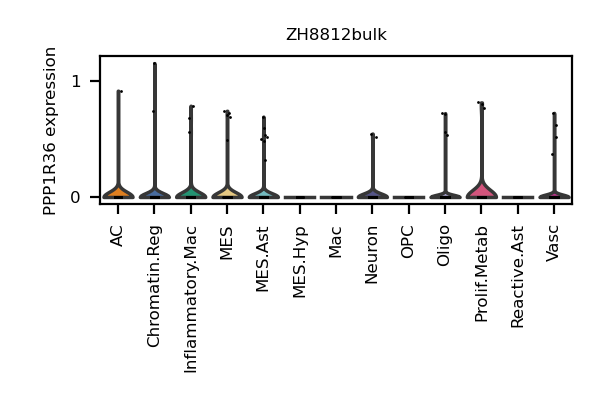 ZH8812bulk
PPP1R36 expression
1
0
AC
Chromatin.Reg
Inflammatory.Mac
MES
MES.Ast
MES.Hyp
Mac
Neuron
OPC
Oligo
Prolif.Metab
Reactive.Ast
Vasc